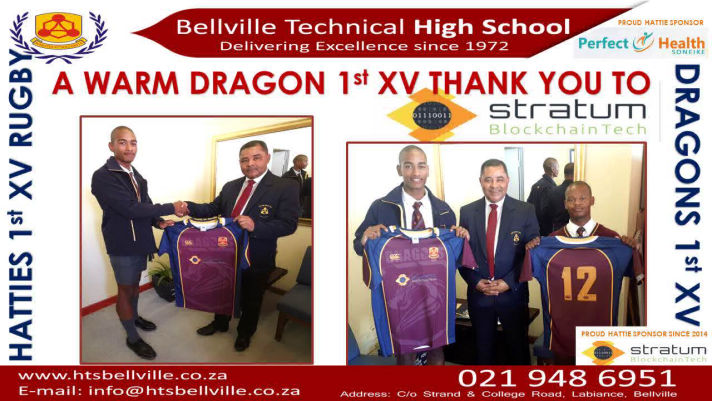 Bellville Technical High School
Delivering Excellence since 1972
PROUD HATTIE SPONSOR
Perfect Health
SONEIKE
A WARM DRAGON 1st XV THANK YOU TO
01110011
stratum
BlockchainTech
HATTIES 1st XV RUGBY
DRAGONS 1st XV
12
PROUD HATTIE SPONSOR SINCE 2014
stratum
BlockchainTech
www.htsbellville.co.za
E-mail: info@htsbellville.co.za
021 948 6951
Address: C/o Strand & College Road, Labiance, Bellville